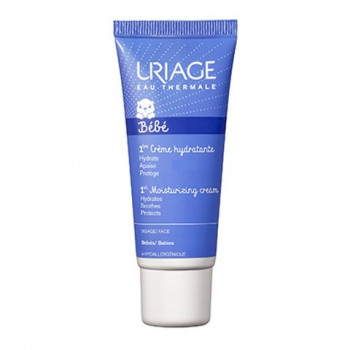 URIAGE
EAU THERMALE
Bébé
1ère Crème hydratante
Hydrate
Apaise
Protège
1st Moisturizing cream
Hydrates
Soothes
Protects
VISAGE/ FACE
Bébés/ Babies
HYPOALLERGÉNIQUE